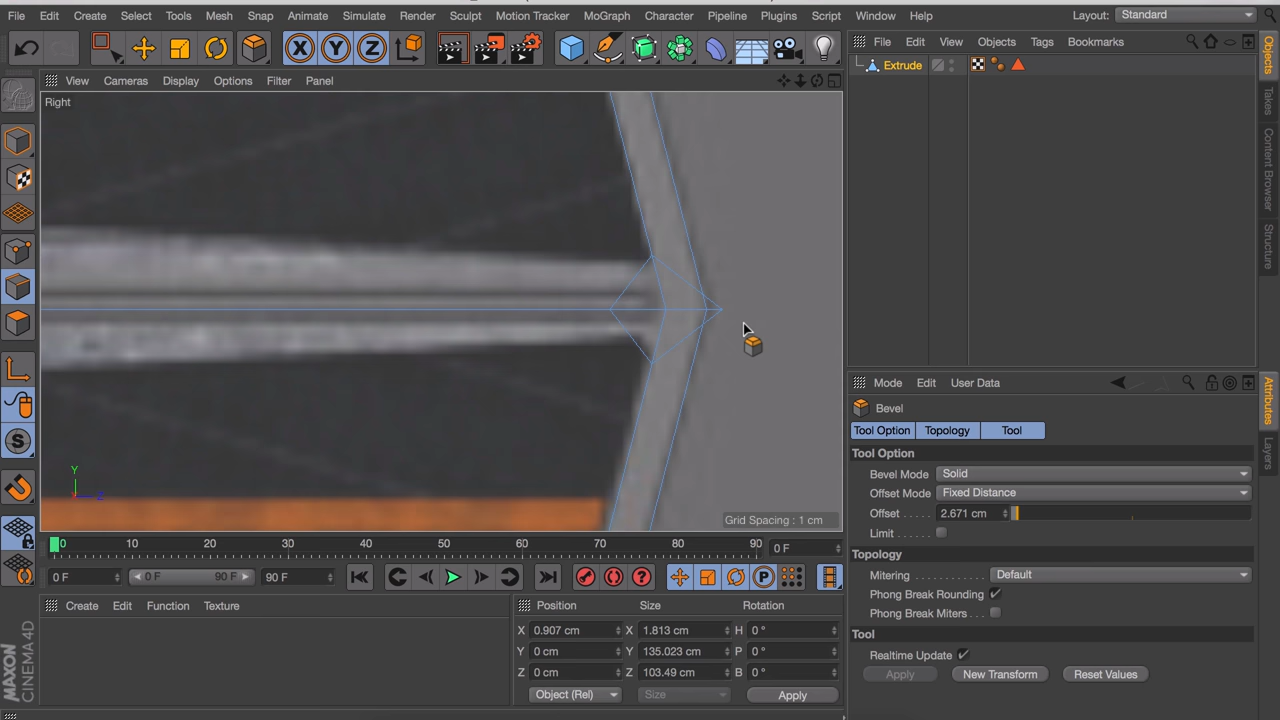 File Edit Create Select Tools Mesh Snap Animate Simulate Render Sculpt Motion Tracker MoGraph Character Pipeline Plugins Script Window Help Layout: Standard
X Y Z
File Edit View Objects Tags Bookmarks
Extrude
View Cameras Display Options Filter Panel
Right
Y
Z
Grid Spacing : 1 cm
0 10 20 30 40 50 60 70 80 90 0 F
0 F 0 F 90 F 90 F
P
Create Edit Function Texture
Position Size Rotation
X 0.907 cm X 1.813 cm H 0 °
Y 0 cm Y 135.023 cm P 0 °
Z 0 cm Z 103.49 cm B 0 °
Object (Rel) Size Apply
Mode Edit User Data
Bevel
Tool Option Topology Tool
Tool Option
Bevel Mode Solid
Offset Mode Fixed Distance
Offset . . . . . 2.671 cm
Limit . . . . . .
Topology
Mitering . . . . . . . . . . . . Default
Phong Break Rounding
Phong Break Miters . . .
Tool
Realtime Update
Apply New Transform Reset Values
Objects
Takes
Content Browser
Structure
Attributes
Layers
S
MAXON
CINEMA 4D